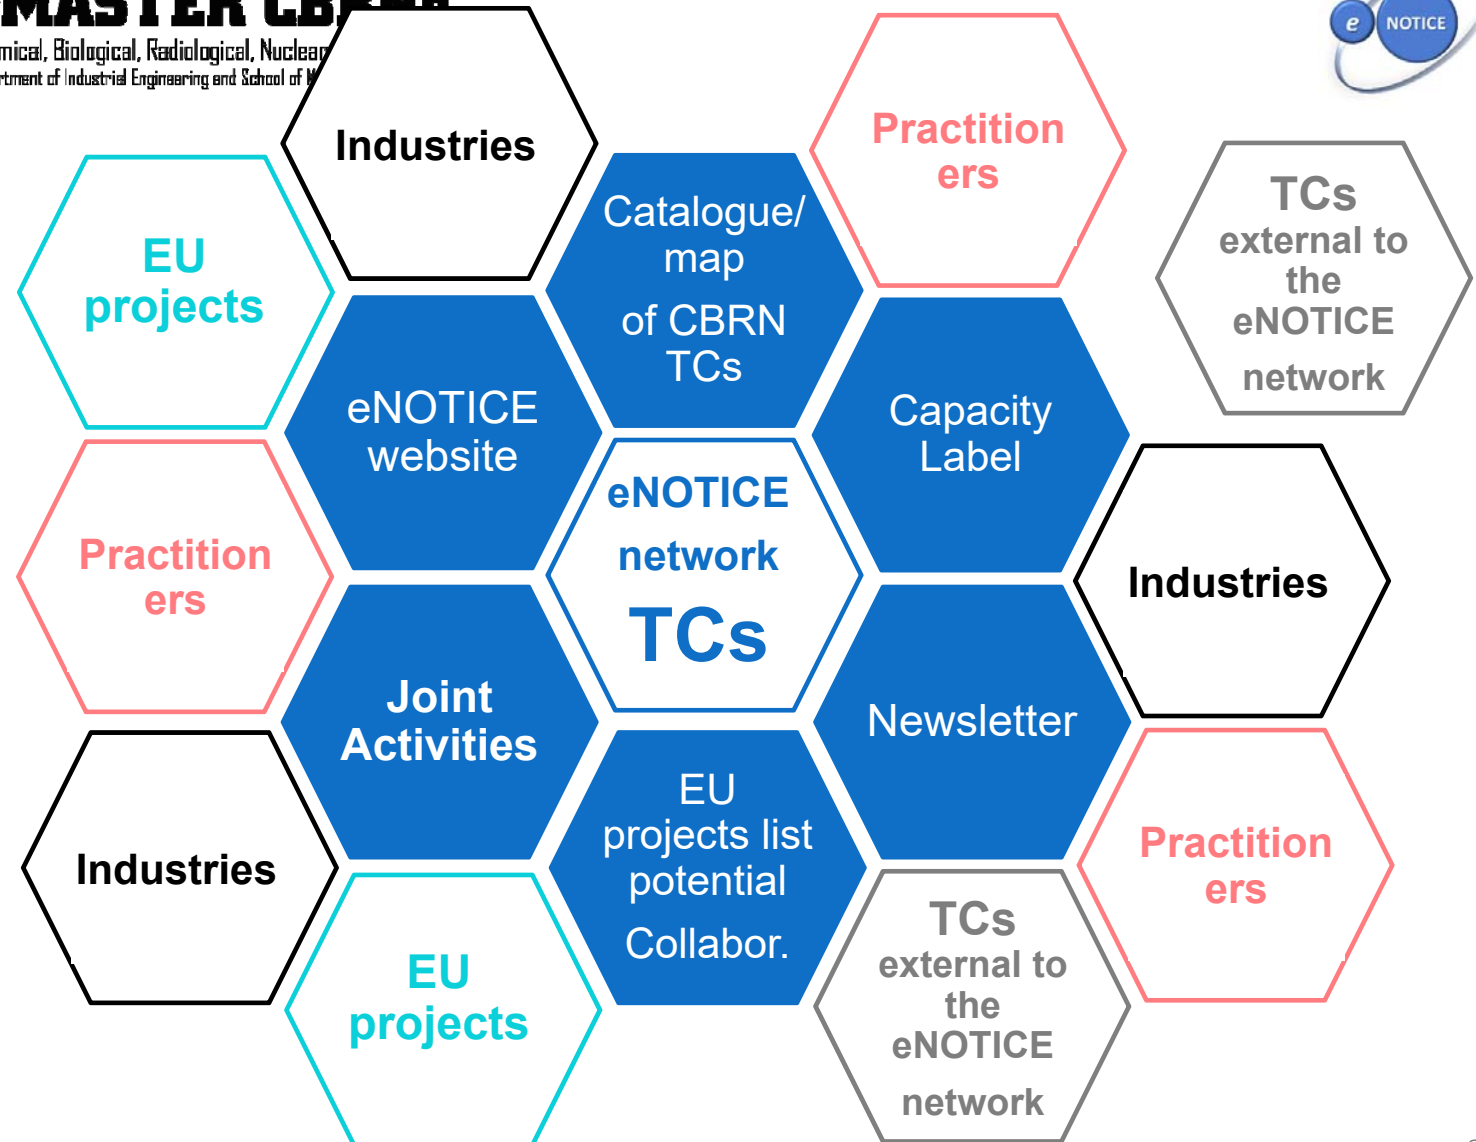 MASTER
mical, Biological, Radiological, Nuclear
rtment of Industrial Engineering and School of
e
NOTICE
Industries
Practition
ers
TCs
external to
the
eNOTICE
network
EU
projects
Catalogue/
map
of CBRN
TCs
eNOTICE
website
Capacity
Label
eNOTICE
network
TCs
Practition
ers
Industries
Joint
Activities
Newsletter
EU
projects list
potential
Collabor.
Industries
Practition
ers
EU
projects
TCs
external to
the
eNOTICE
network